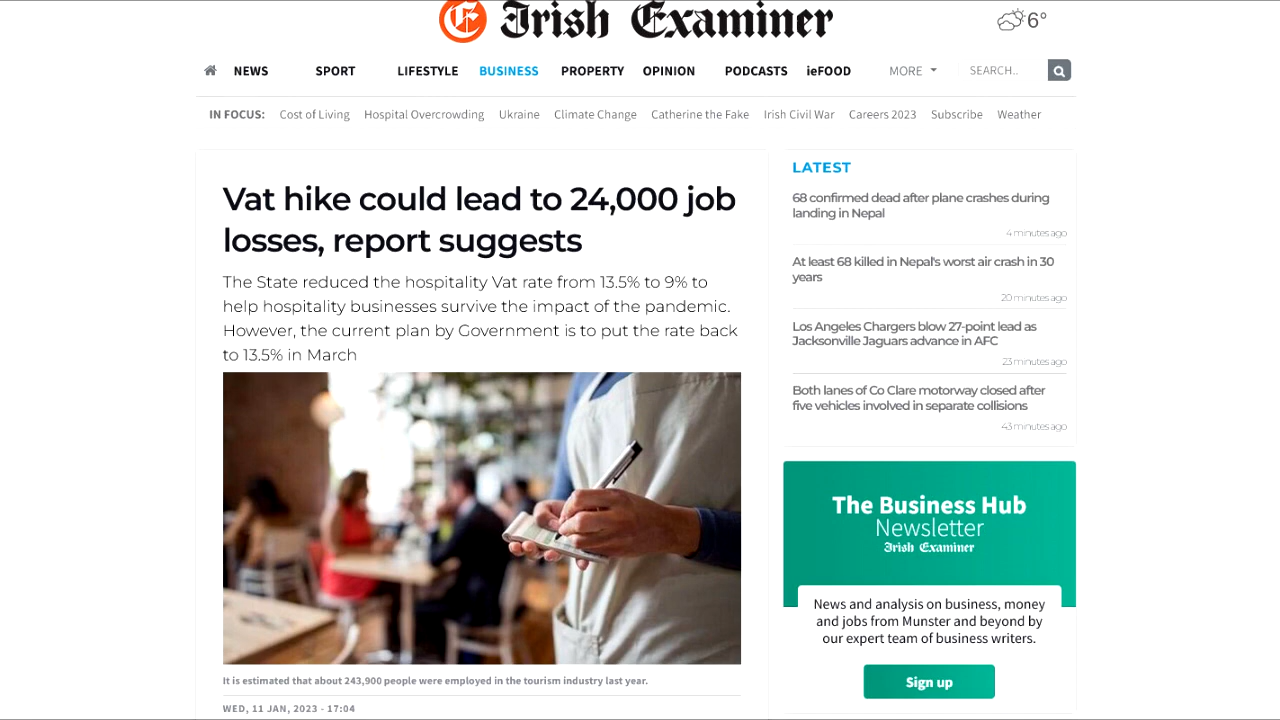 Irish Examiner
6°
NEWS SPORT LIFESTYLE BUSINESS PROPERTY OPINION PODCASTS ieFOOD MORE SEARCH..
IN FOCUS: Cost of Living Hospital Overcrowding Ukraine Climate Change Catherine the Fake Irish Civil War Careers 2023 Subscribe Weather
Vat hike could lead to 24,000 job
losses, report suggests
The State reduced the hospitality Vat rate from 13.5% to 9% to
help hospitality businesses survive the impact of the pandemic.
However, the current plan by Government is to put the rate back
to 13.5% in March
It is estimated that about 243,900 people were employed in the tourism industry last year.
WED, 11 JAN, 2023 - 17:04
LATEST
68 confirmed dead after plane crashes during
landing in Nepal
4 minutes ago
At least 68 killed in Nepal's worst air crash in 30
years
20 minutes ago
Los Angeles Chargers blow 27-point lead as
Jacksonville Jaguars advance in AFC
23 minutes ago
Both lanes of Co Clare motorway closed after
five vehicles involved in separate collisions
43 minutes ago
The Business Hub
Newsletter
Irish Examiner
News and analysis on business, money
and jobs from Munster and beyond by
our expert team of business writers.
Sign up